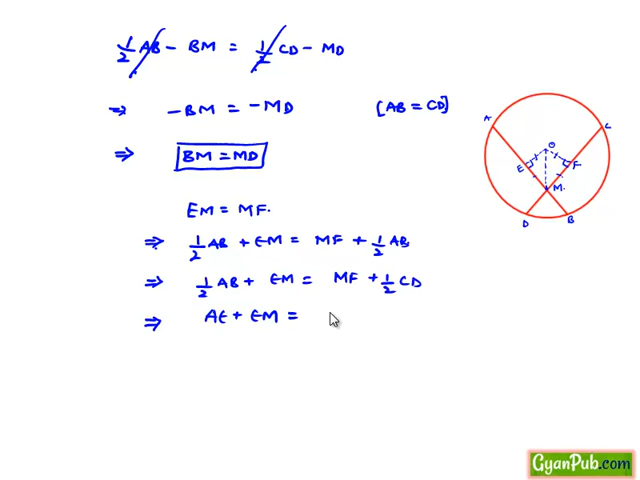 1/2 AB - BM = 1/2 CD - MD
⇒ -BM = -MD [AB = CD]
⇒ BM = MD
EM = MF.
⇒ 1/2 AB + EM = MF + 1/2 AB
⇒ 1/2 AB + EM = MF + 1/2 CD
⇒ AE + EM =
A
C
O
E
F
M.
D
B
GyanPub.com